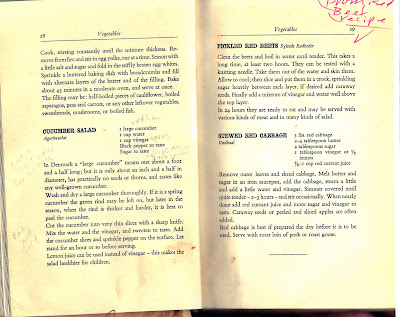 28 Vegetables
Cook, stirring constantly until the mixture thickens. Re-
move from fire and stir in egg yolks, one at a time. Season with
a little salt and sugar and fold in the stiffly beaten egg whites.
Sprinkle a buttered baking dish with breadcrumbs and fill
with alternate layers of the batter and of the filling. Bake
about 45 minutes in a moderate oven, and serve at once.
The filling may be: half-boiled pieces of cauliflower, boiled
asparagus, peas and carrots, or any other leftover vegetables,
sweetbreads, mushrooms, or boiled fish.
CUCUMBER SALAD
Agurkesalat
1 large cucumber
1 cup water
1 cup vinegar
Black pepper to taste
Sugar to taste
In Denmark a “large cucumber” means one about a foot
and a half long; but it is only about an inch and a half in
diameter, has practically no seeds or thorns, and tastes like
any well-grown cucumber.
Wash and dry a large cucumber thoroughly. If it is a spring
cucumber the green rind may be left on, but later in the
season, when the rind is thicker and harder, it is best to
peel the cucumber.
Cut the cucumber into very thin slices with a sharp knife.
Mix the water and the vinegar, and sweeten to taste. Add
the cucumber slices and sprinkle pepper on the surface. Let
stand for an hour or so before serving.
Lemon juice can be used instead of vinegar – this makes the
salad healthier for children.
Promised
Beet
recipe
Vegetables 29
PICKLED RED BEETS Syltede Rødbeder
Clean the beets and boil in water until tender. This takes a
long time, at least two hours. They can be tested with a
knitting needle. Take them out of the water and skin them.
Allow to cool; then slice and put them in a crock, sprinkling
sugar heavily between each layer. If desired add caraway
seeds. Finally add a mixture of vinegar and water well above
the top layer.
In 24 hours they are ready to eat and may be served with
various kinds of meat and in many kinds of salad.
STEWED RED CABBAGE
Rødkaal
3 lbs. red cabbage
2–4 tablespoons butter
2 tablespoons sugar
1 tablespoon vinegar or ½
lemon
cup red currant juice
Remove outer leaves and shred cabbage. Melt butter and
sugar in an iron saucepan, add the cabbage, steam a little
and add a little water and vinegar. Simmer covered until
quite tender – 2–3 hours – and stir occasionally. When nearly
done add red currant juice and more sugar and vinegar to
taste. Caraway seeds or peeled and sliced apples are often
added.
Red cabbage is best if prepared the day before it is to be
used. Serve with roast loin of pork or roast goose.